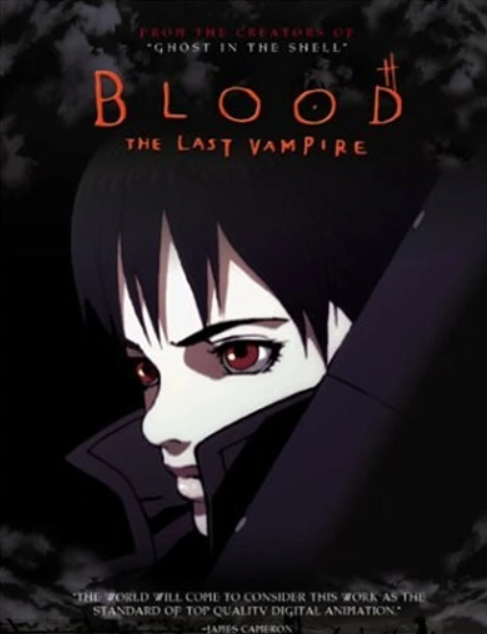 FROM THE CREATORS OF
"GHOST IN THE SHELL"
BLOOD
THE LAST VAMPIRE
"THE WORLD WILL COME TO CONSIDER THIS WORK AS THE
STANDARD OF TOP QUALITY DIGITAL ANIMATION."
-JAMES CAMERON